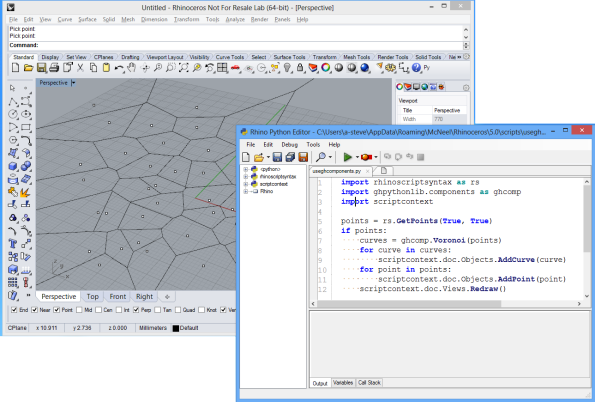 Untitled - Rhinoceros Not For Resale Lab (64-bit) - [Perspective]
File Edit View Curve Surface Solid Mesh Dimension Transform Tools Analyze Render Panels Help
Pick point
Pick point
Command:
Standard Display Set View CPlanes Drafting Viewport Layout Visibility Curve Tools Select Surface Tools Transform Mesh Tools Render Tools Solid Tools Ne
Py
Perspective
Viewport
Title Perspective
Width 770
Rhino Python Editor - C:\Users\a-steve\AppData\Roaming\McNeel\Rhinoceros\5.0\scripts\usegh...
File Edit Debug Tools Help
rhinoscriptsyntax
scriptcontext
Rhino
useghcomponents.py
1 import rhinoscriptsyntax as rs
2 import ghpythonlib.components as ghcomp
3 import scriptcontext
4
5 points = rs.GetPoints(True, True)
6 if points:
7 curves = ghcomp.Voronoi(points)
8 for curve in curves:
9 scriptcontext.doc.Objects.AddCurve(curve)
10 for point in points:
11 scriptcontext.doc.Objects.AddPoint(point)
12 scriptcontext.doc.Views.Redraw()
Output Variables Call Stack
Perspective Top Front Right
End Near Point Mid Cen Int Perp Tan Quad Knot Ver
CPlane x 10.911 y 2.736 z 0.000 Millimeters Default